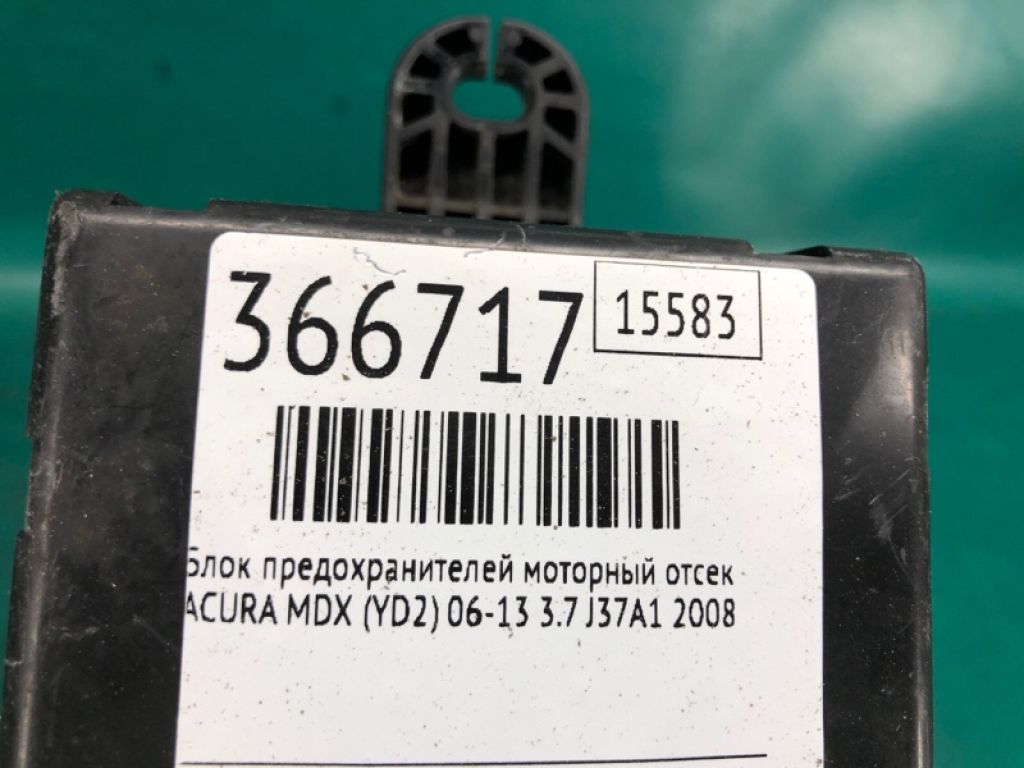 366717
15583
Блок предохранителей моторный отсек
ACURA MDX (YD2) 06-13 3.7 J37A1 2008